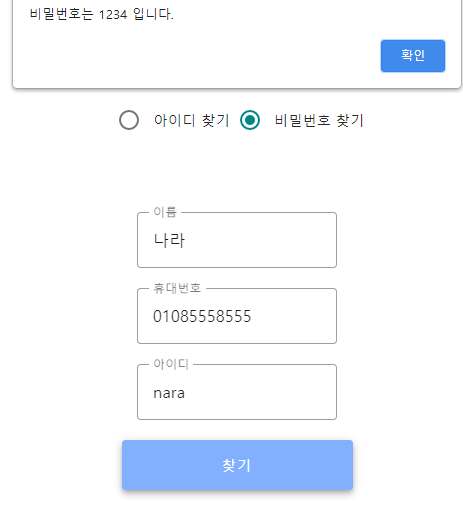 비밀번호는 1234 입니다.
확인
아이디 찾기 비밀번호 찾기
이름
나라
휴대번호
01085558555
아이디
nara
찾기